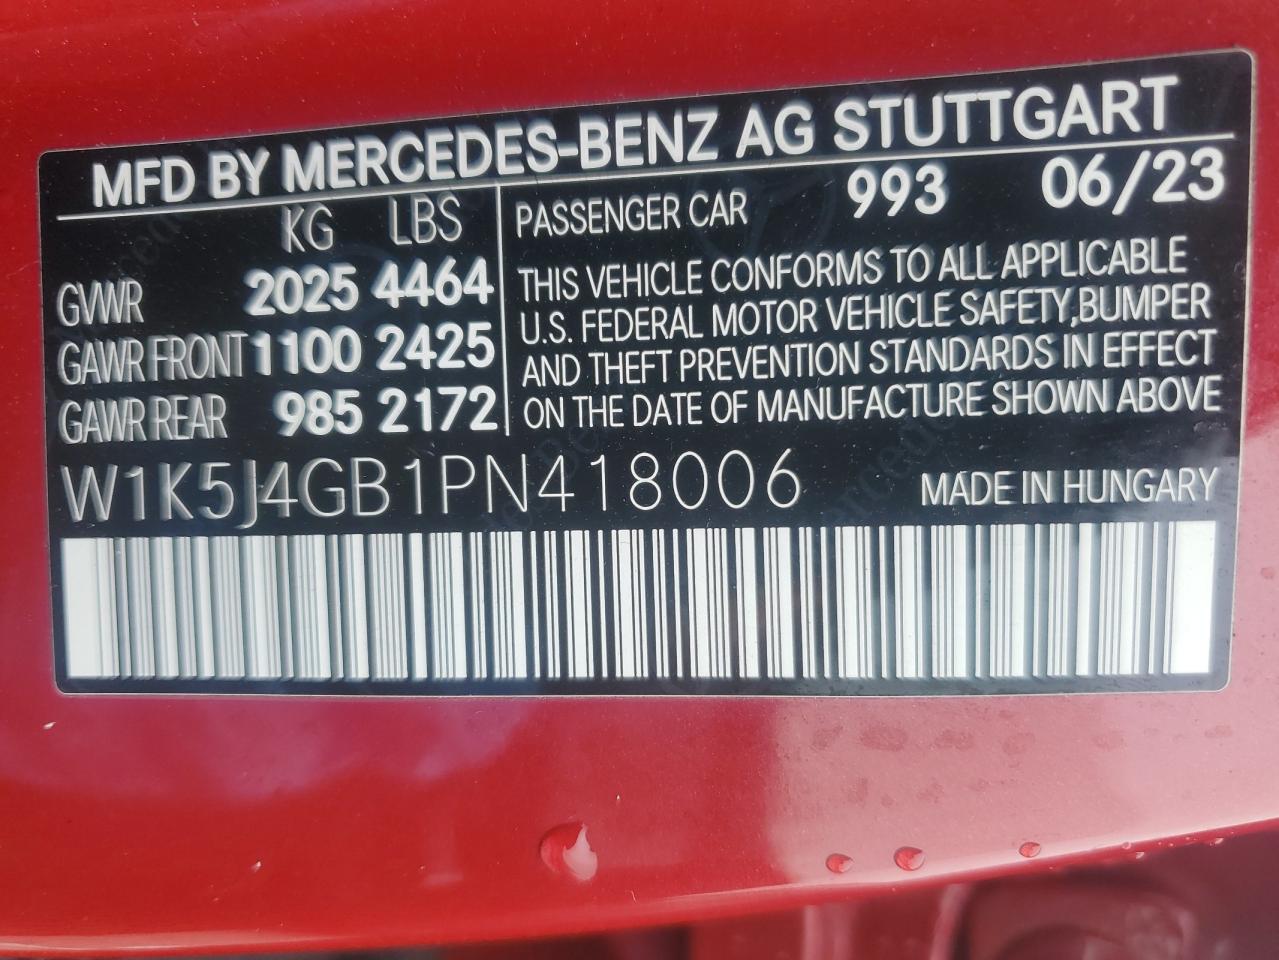 MFD BY MERCEDES-BENZ AG STUTTGART
KG LBS
GVWR 2025 4464
GAWR FRONT 1100 2425
GAWR REAR 985 2172
PASSENGER CAR 993 06/23
THIS VEHICLE CONFORMS TO ALL APPLICABLE
U.S. FEDERAL MOTOR VEHICLE SAFETY,BUMPER
AND THEFT PREVENTION STANDARDS IN EFFECT
ON THE DATE OF MANUFACTURE SHOWN ABOVE
W1K5J4GB1PN418006
MADE IN HUNGARY